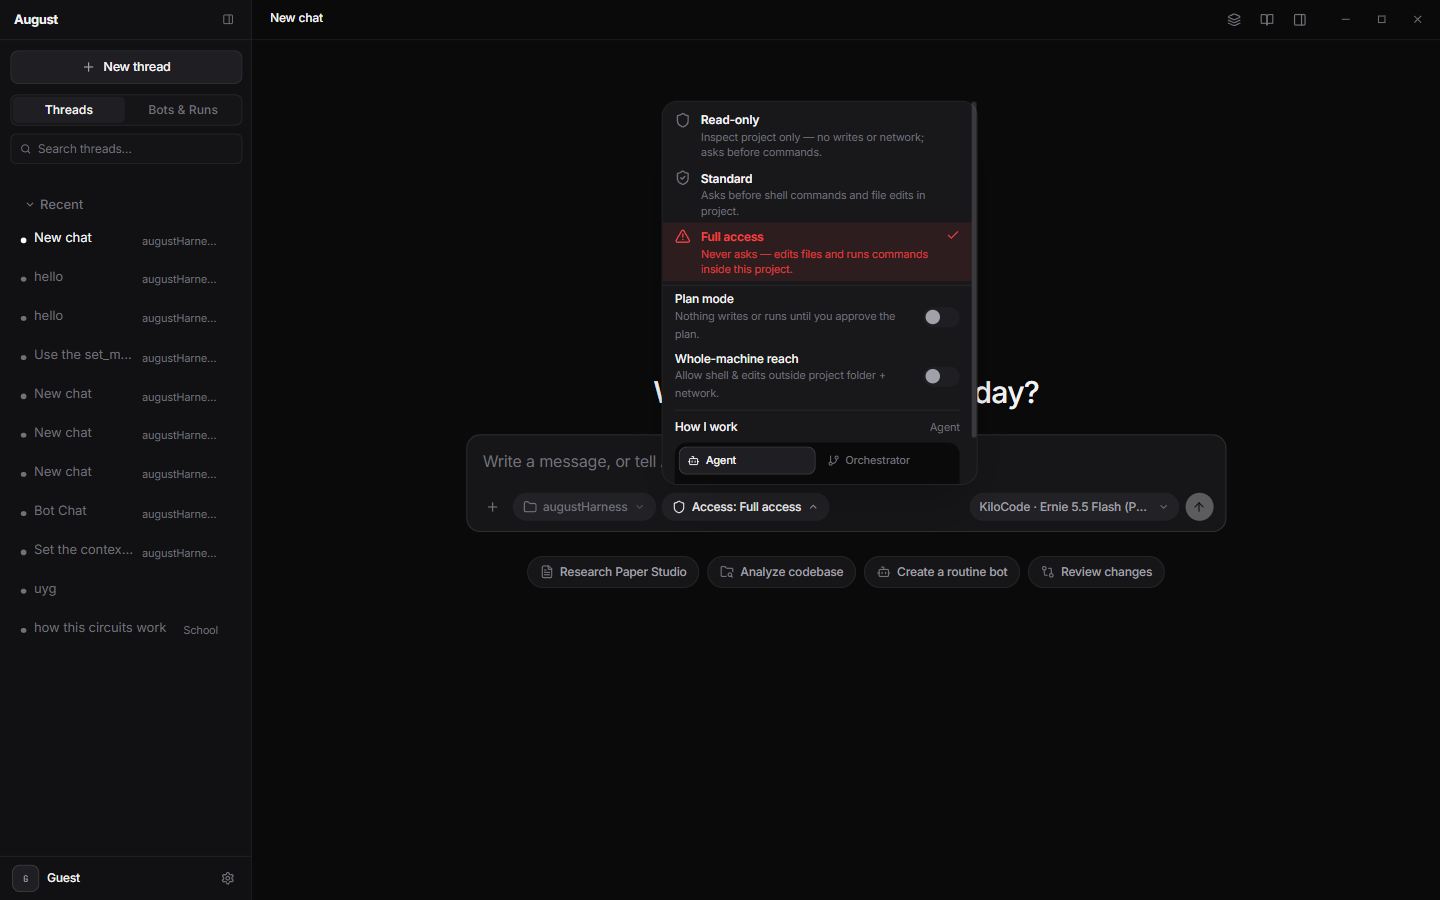 August
New chat
New thread
Threads
Bots & Runs
Search threads...
Recent
New chat
augustHarne...
hello
augustHarne...
hello
augustHarne...
Use the set_m...
augustHarne...
New chat
augustHarne...
New chat
augustHarne...
New chat
augustHarne...
Bot Chat
augustHarne...
Set the contex...
augustHarne...
uyg
how this circuits work
School
G
Guest
Read-only
Inspect project only — no writes or network;
asks before commands.
Standard
Asks before shell commands and file edits in
project.
Full access
Never asks — edits files and runs commands
inside this project.
Plan mode
Nothing writes or runs until you approve the
plan.
Whole-machine reach
Allow shell & edits outside project folder +
network.
day?
How I work
Agent
Agent
Orchestrator
Write a message, or tell
augustHarness
Access: Full access
KiloCode · Ernie 5.5 Flash (P...
Research Paper Studio
Analyze codebase
Create a routine bot
Review changes